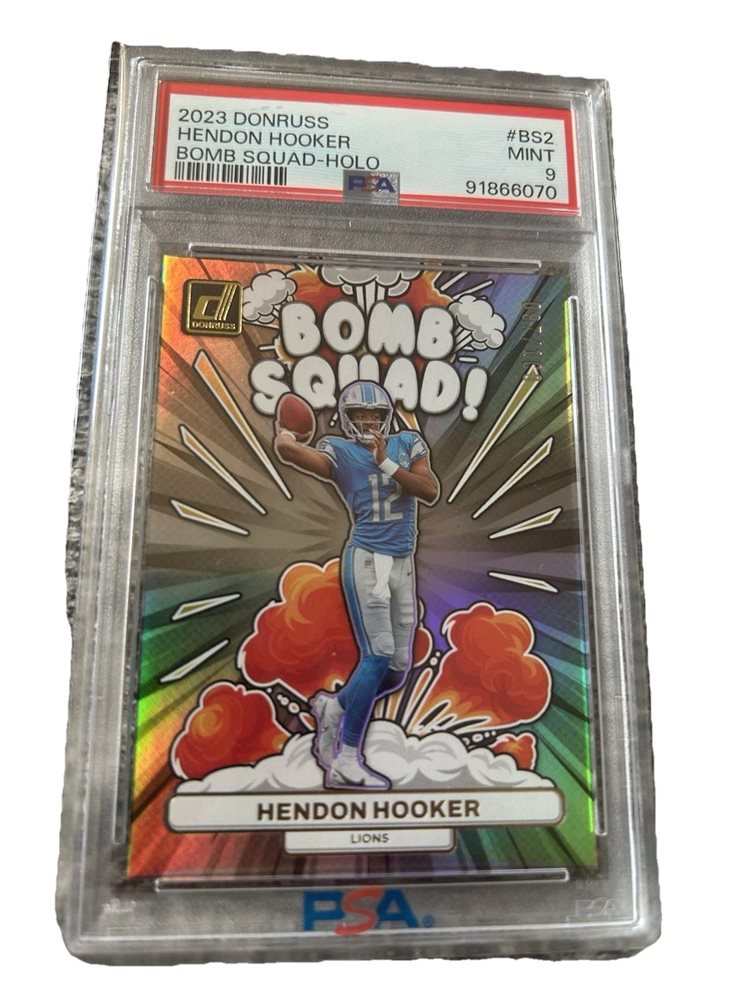 2023 DONRUSS #BS2
HENDON HOOKER MINT
BOMB SQUAD-HOLO 9
PSA 91866070
DONRUSS
BOMB
SQUAD!
12
HENDON HOOKER
LIONS
PSA
PSA